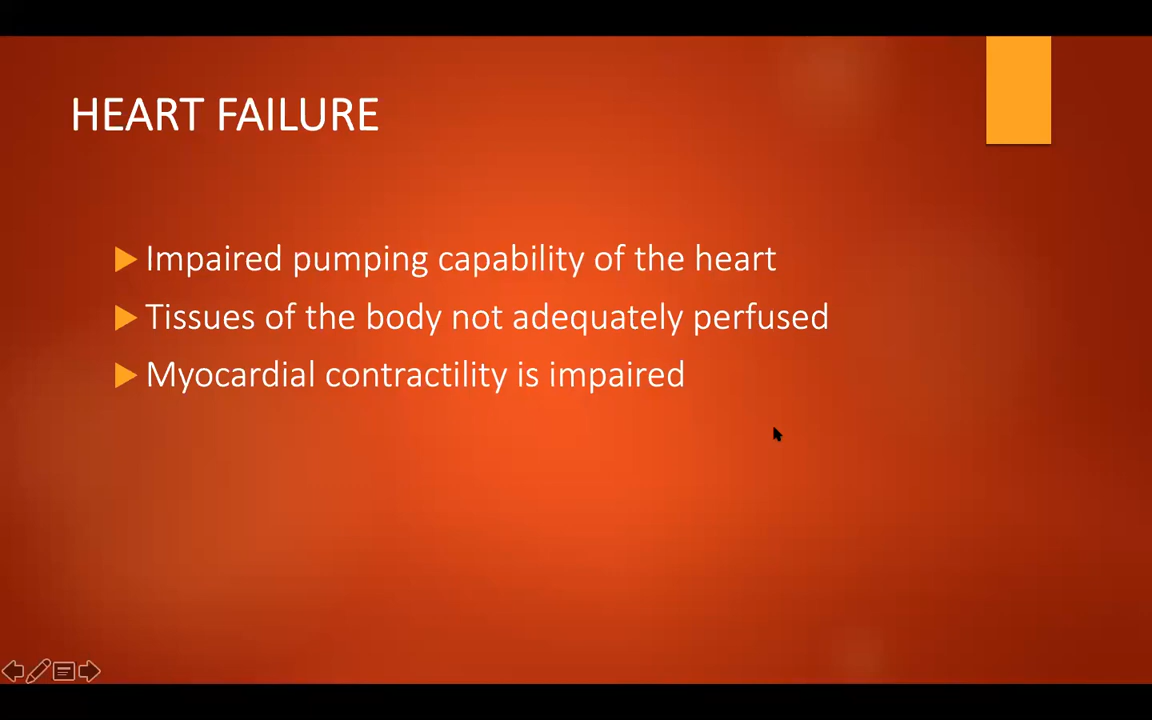 HEART FAILURE
Impaired pumping capability of the heart
Tissues of the body not adequately perfused
Myocardial contractility is impaired